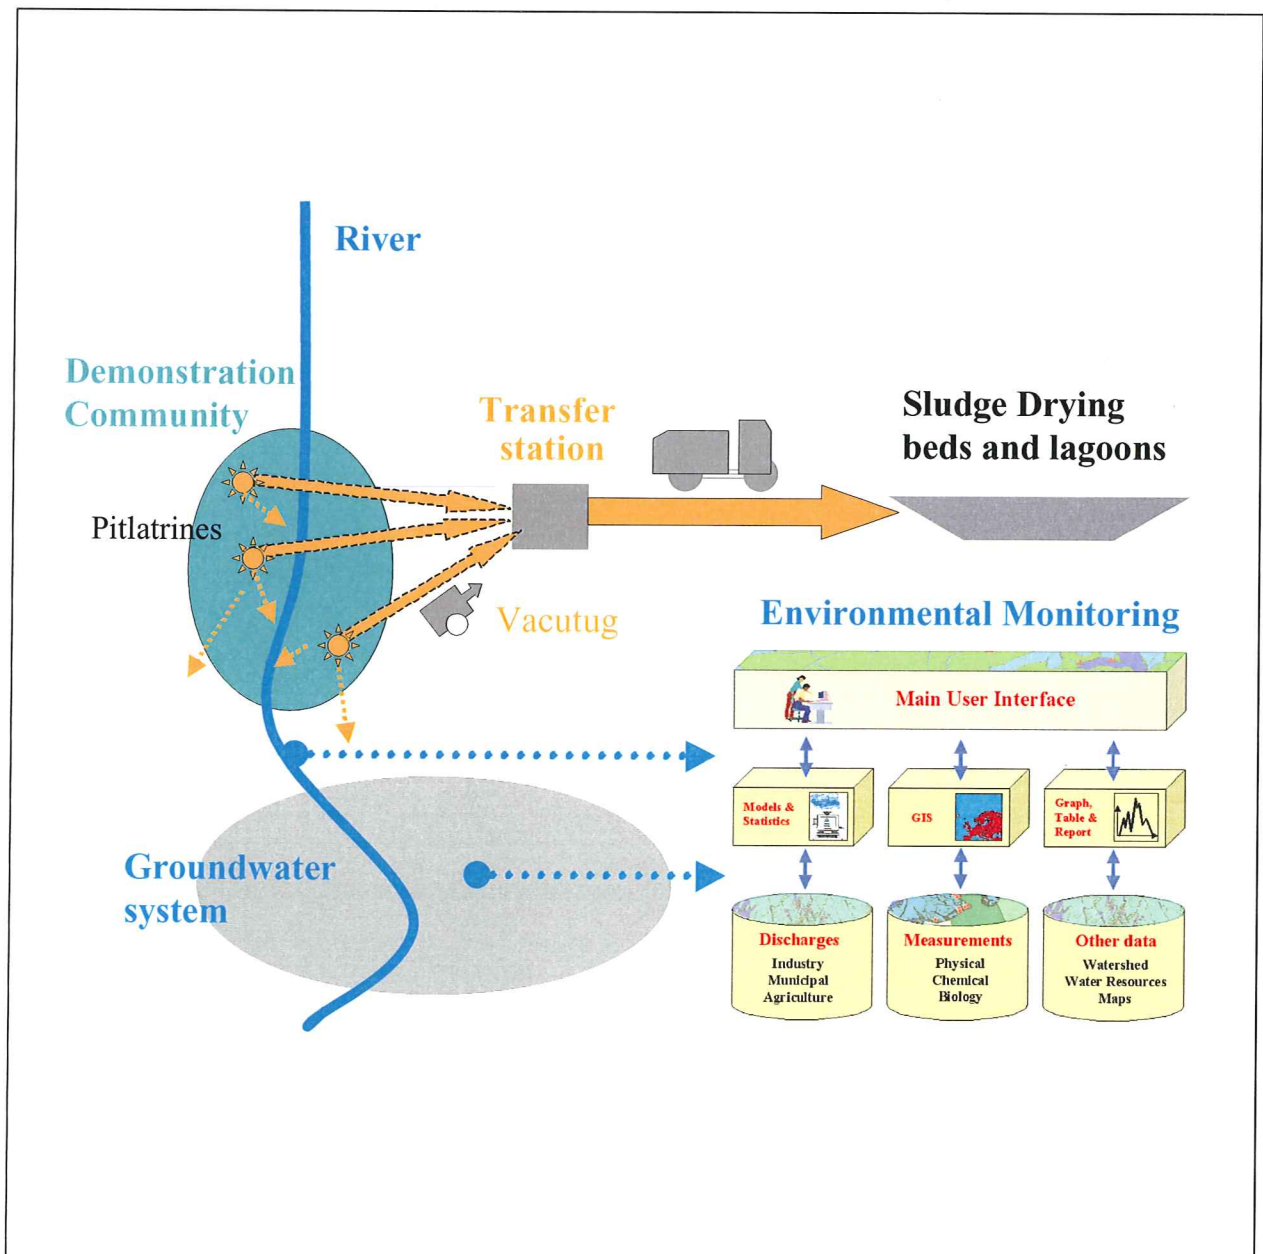 River
Demonstration
Community
Transfer
station
Sludge Drying
beds and lagoons
Pitlatrines
Vacutug
Environmental Monitoring
Main User Interface
Models &
Statistics
GIS
Graph,
Table &
Report
Groundwater
system
Discharges
Industry
Municipal
Agriculture
Measurements
Physical
Chemical
Biology
Other data
Watershed
Water Resources
Maps